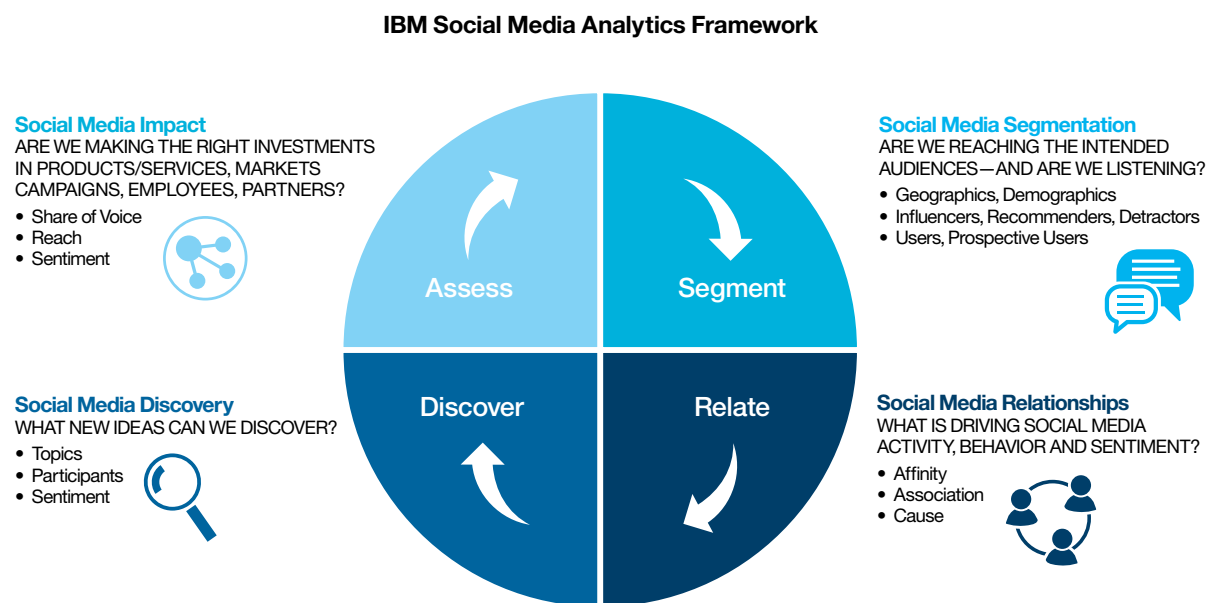 IBM Social Media Analytics Framework
Social Media Impact
ARE WE MAKING THE RIGHT INVESTMENTS
IN PRODUCTS/SERVICES, MARKETS
CAMPAIGNS, EMPLOYEES, PARTNERS?
• Share of Voice
• Reach
• Sentiment
Assess
Segment
Social Media Segmentation
ARE WE REACHING THE INTENDED
AUDIENCES—AND ARE WE LISTENING?
• Geographics, Demographics
• Influencers, Recommenders, Detractors
• Users, Prospective Users
Social Media Discovery
WHAT NEW IDEAS CAN WE DISCOVER?
• Topics
• Participants
• Sentiment
Discover
Relate
Social Media Relationships
WHAT IS DRIVING SOCIAL MEDIA
ACTIVITY, BEHAVIOR AND SENTIMENT?
• Affinity
• Association
• Cause